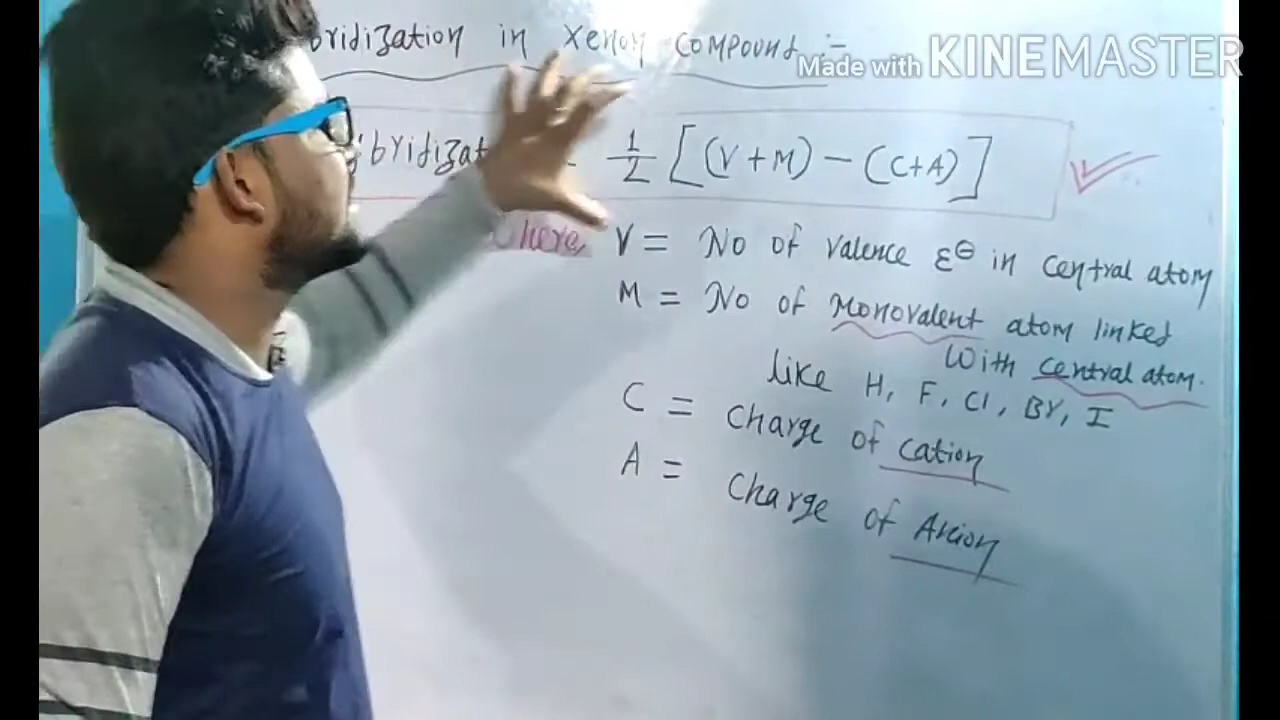 bridization in Xenon Compound :-
Made with KINEMASTER
ibridizat = 1/2 [(V+M) - (C+A)]
Where V = No of valence e⊖ in central atom
M = No of Monovalent atom linked
With central atom.
like H, F, Cl, Br, I
C = Charge of cation
A = Charge of Anion